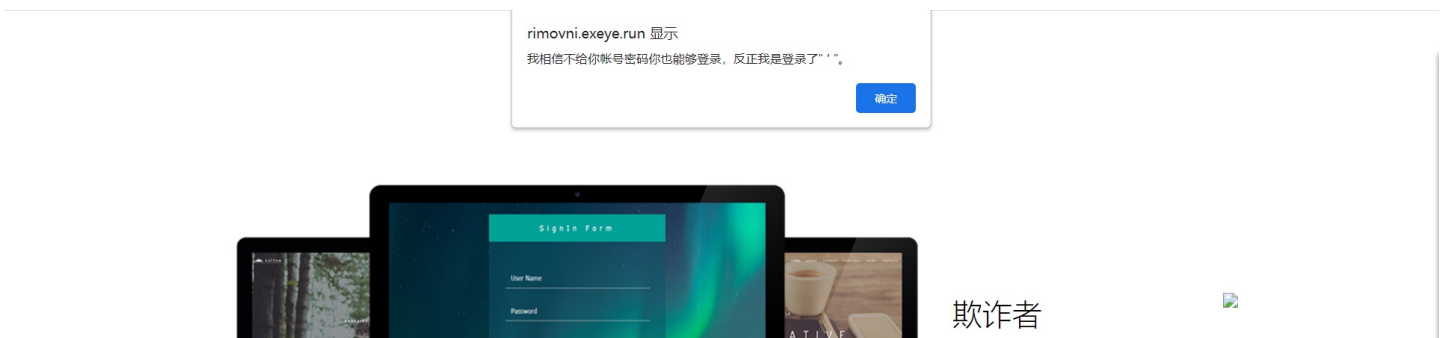 rimovni.exeye.run 显示
我相信不给你帐号密码你也能够登录，反正我是登录了“ ' ”。
确定
SignIn Form
User Name
Password
欺诈者